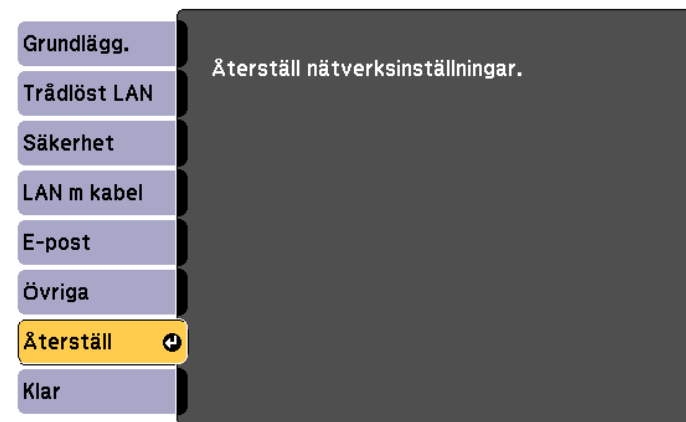 Grundlägg.
Trådlöst LAN
Säkerhet
LAN m kabel
E-post
Övriga
Återställ
Klar
Återställ nätverksinställningar.